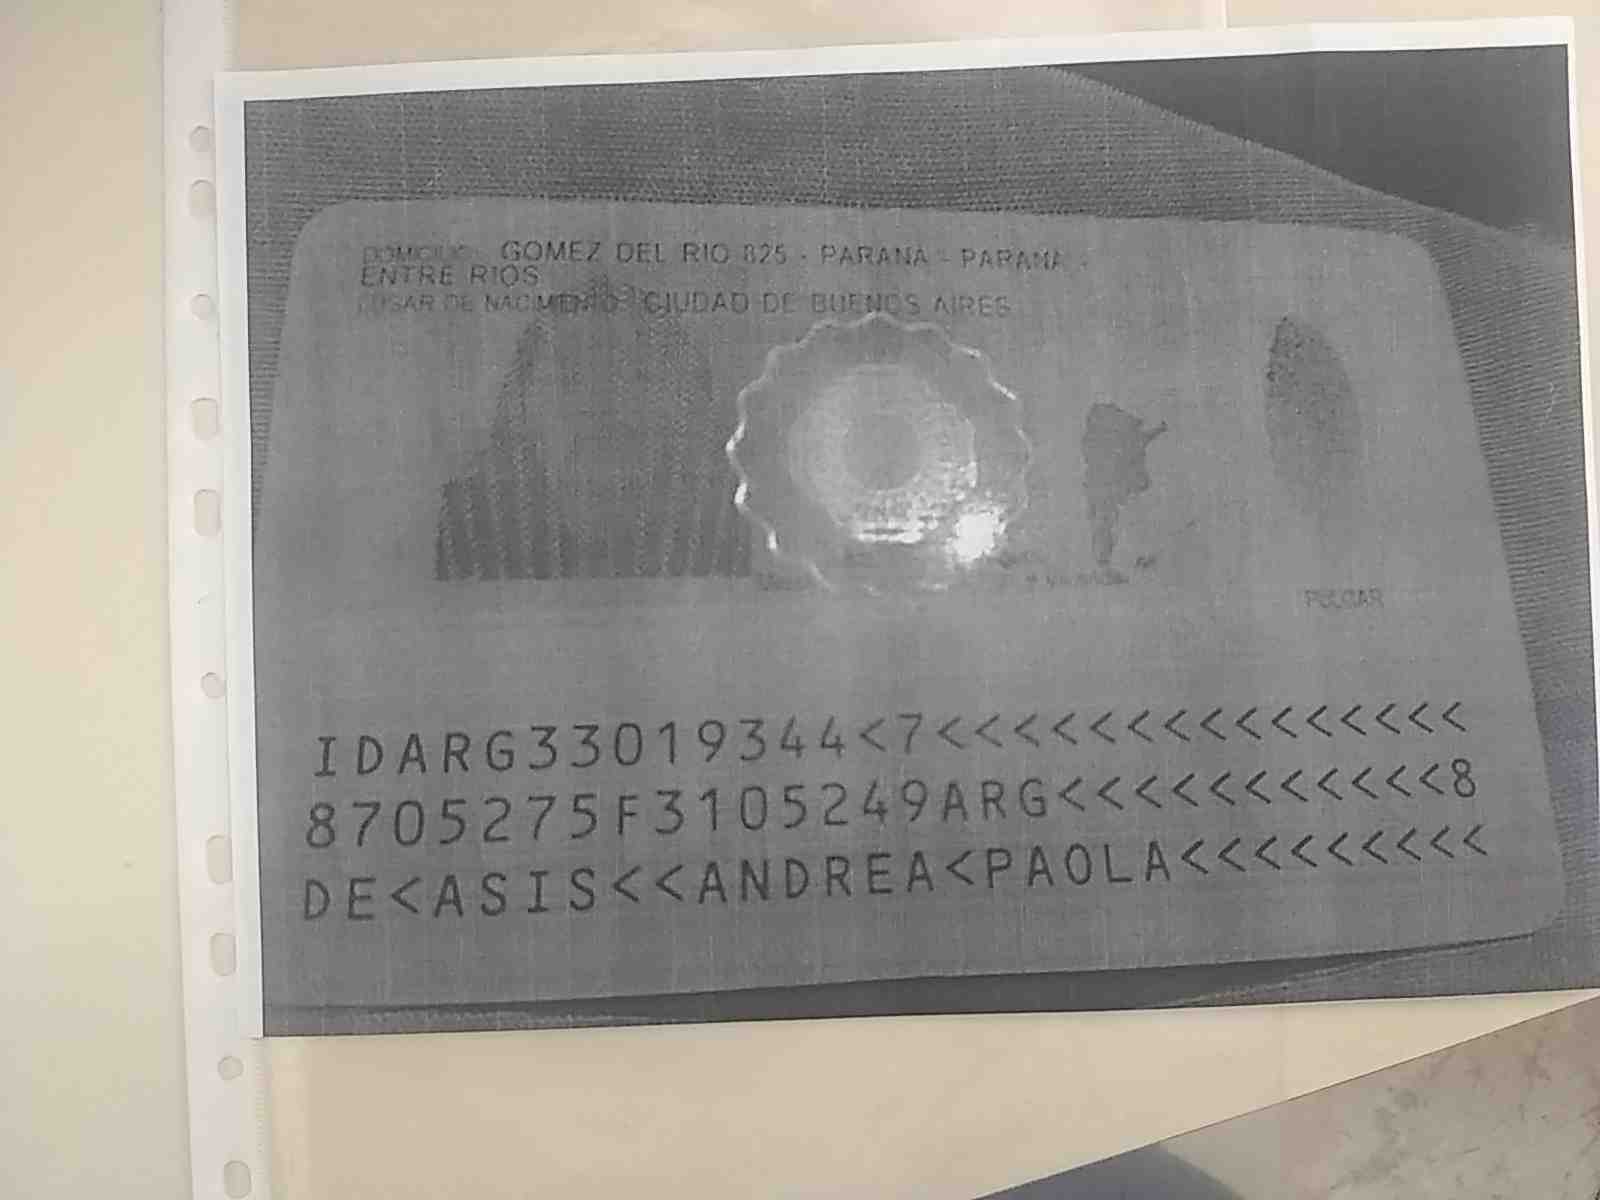 DOMICILIO: GOMEZ DEL RIO 825 - PARANA - PARANA -
ENTRE RIOS
LUGAR DE NACIMIENTO: CIUDAD DE BUENOS AIRES
PULGAR
IDARG33019344<7<<<<<<<<<<<<<<
8705275F3105249ARG<<<<<<<<<<<8
DE<ASIS<<ANDREA<PAOLA<<<<<<<<<